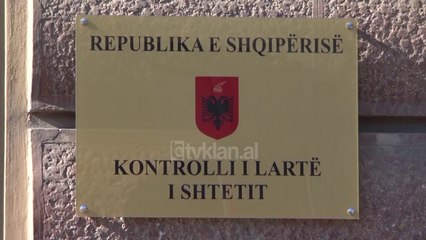 REPUBLIKA E SHQIPËRISË
tvklan.al
KONTROLLI I LARTË
I SHTETIT